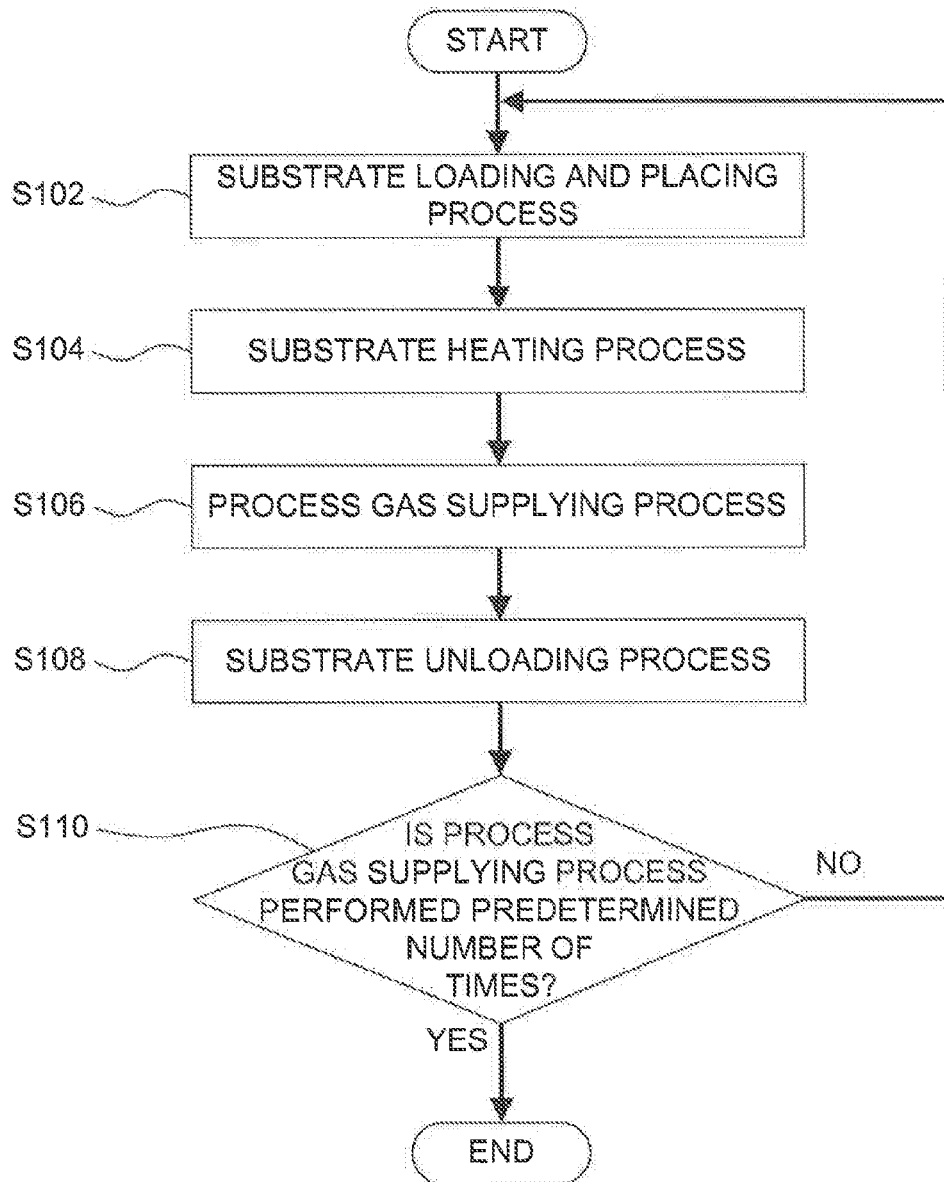 START
S102
SUBSTRATE LOADING AND PLACING
PROCESS
S104
SUBSTRATE HEATING PROCESS
S106
PROCESS GAS SUPPLYING PROCESS
S108
SUBSTRATE UNLOADING PROCESS
S110
IS PROCESS
GAS SUPPLYING PROCESS
PERFORMED PREDETERMINED
NUMBER OF
TIMES?
NO
YES
END